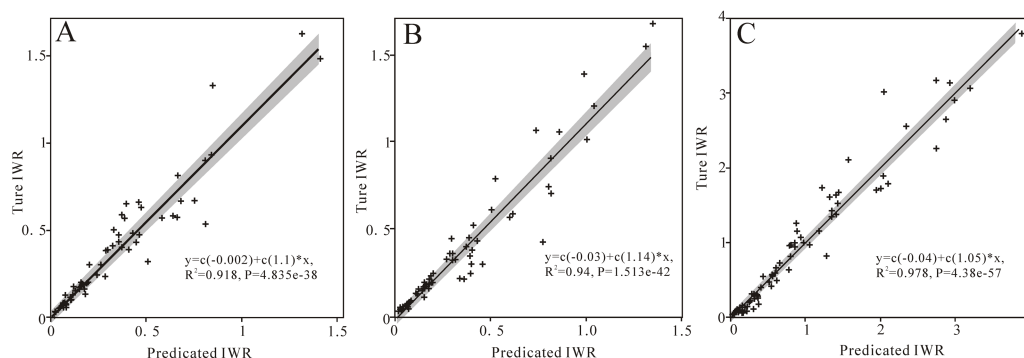 A
Ture IWR
1.5
1
0. 5
0
0
0. 5
1.0
1.5
Predicated IWR
y=c(-0.002)+c(1.1)*x,
R²=0.918, P=4.835e-38
B
Ture IWR
1.5
1
0. 5
0
0
0. 5
1.0
1.5
Predicated IWR
y=c(-0.03)+c(1.14)*x,
R²=0.94, P=1.513e-42
C
Ture IWR
4
3
2
1
0
0
1
2
3
Predicated IWR
y=c(-0.04)+c(1.05)*x,
R²=0.978, P=4.38e-57